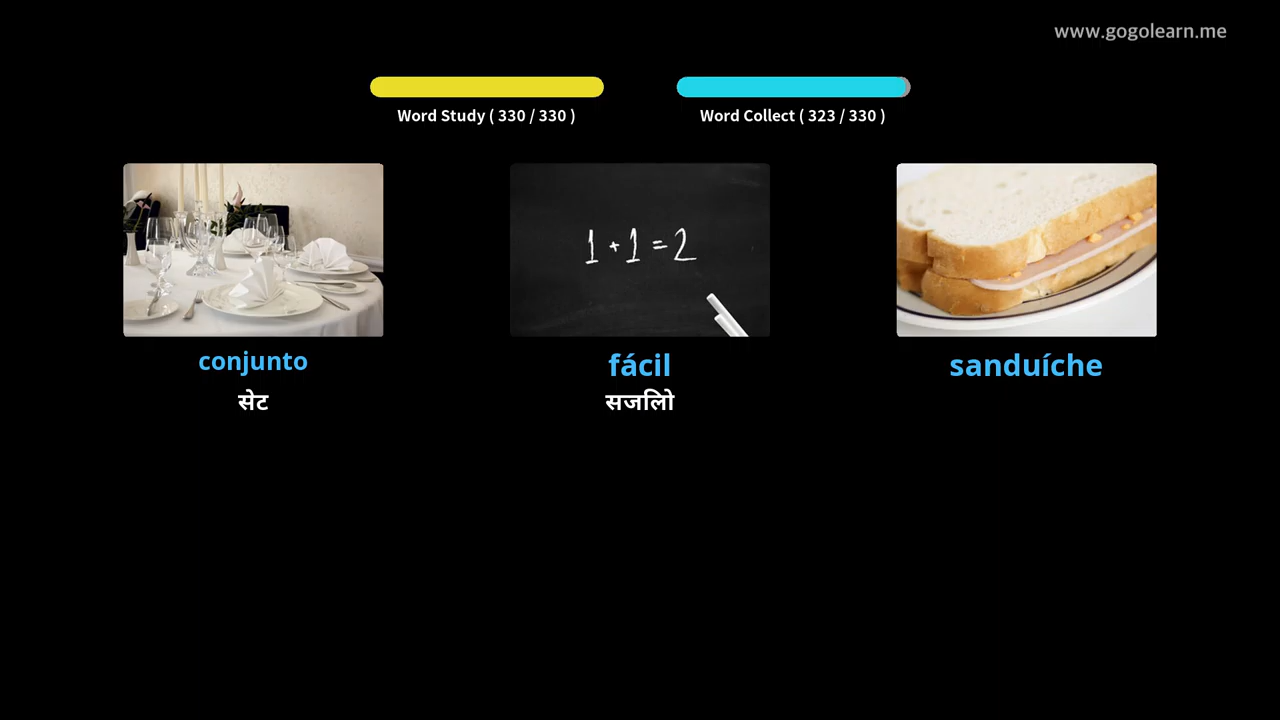 www.gogolearn.me
Word Study ( 330 / 330 )
Word Collect ( 323 / 330 )
1+1=2
conjunto
fácil
sanduíche
सेट
सजिलो